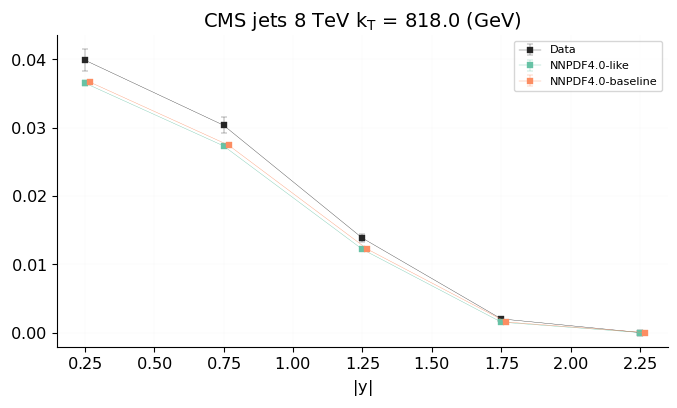 CMS jets 8 TeV k_T = 818.0 (GeV)
Data
NNPDF4.0-like
NNPDF4.0-baseline
0.04
0.03
0.02
0.01
0.00
0.25 0.50 0.75 1.00 1.25 1.50 1.75 2.00 2.25
|y|